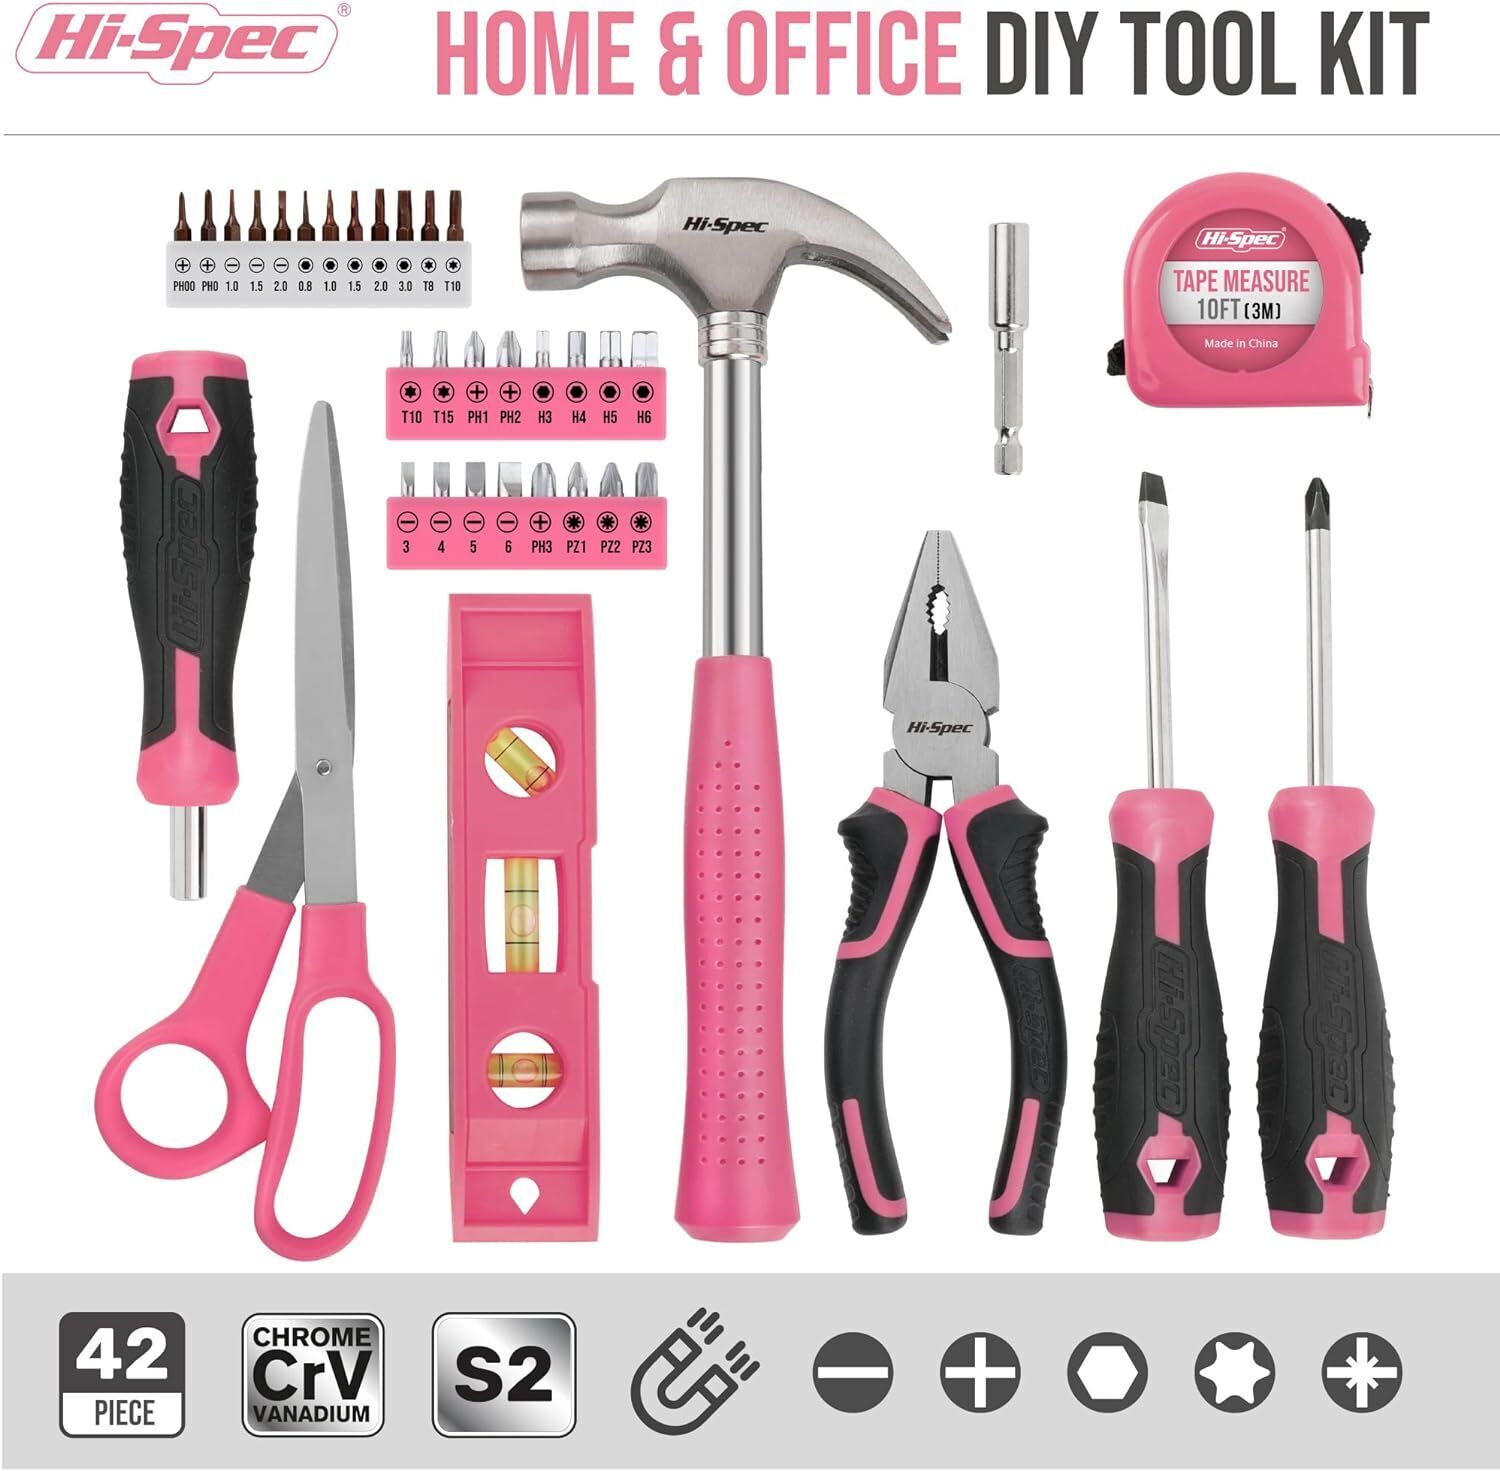 Hi-Spec®
HOME & OFFICE DIY TOOL KIT
PH00 PH0 1.0 1.5 2.0 0.8 1.0 1.5 2.0 3.0 T8 T10
Hi-Spec
Hi-Spec
TAPE MEASURE
10FT (3M)
Made in China
T10 T15 PH1 PH2 H3 H4 H5 H6
3 4 5 6 PH3 PZ1 PZ2 PZ3
Hi-Spec
Hi-Spec
Hi-Spec
Hi-Spec
Hi-Spec
42
PIECE
CHROME
CrV
VANADIUM
S2